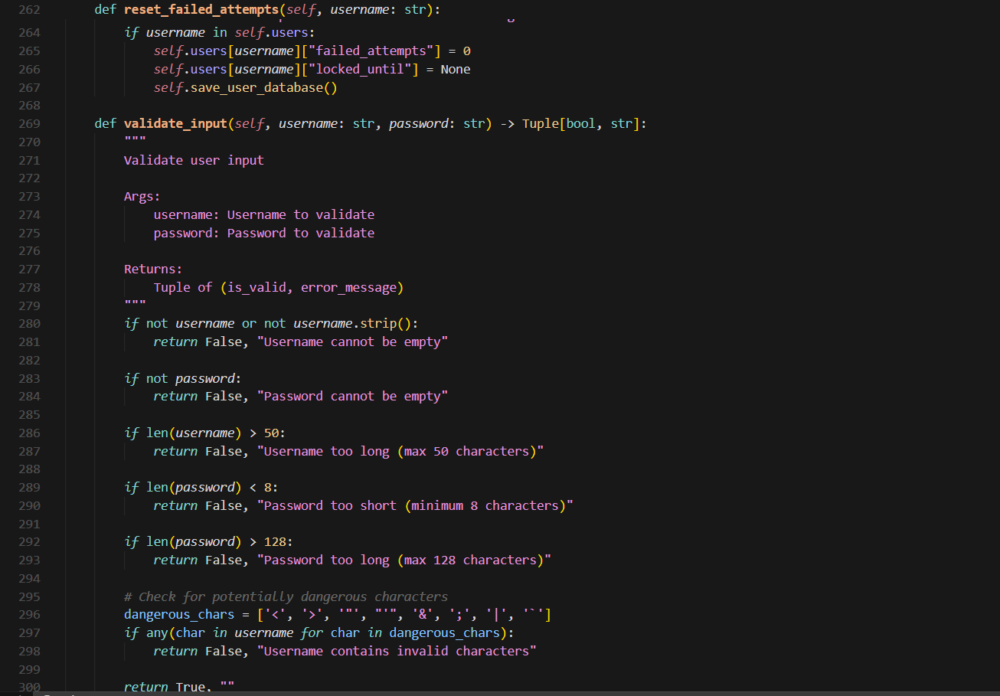 262 def reset_failed_attempts(self, username: str):
264 if username in self.users:
265 self.users[username]["failed_attempts"] = 0
266 self.users[username]["locked_until"] = None
267 self.save_user_database()
268
269 def validate_input(self, username: str, password: str) -> Tuple[bool, str]:
270 """
271 Validate user input
272
273 Args:
274 username: Username to validate
275 password: Password to validate
276
277 Returns:
278 Tuple of (is_valid, error_message)
279 """
280 if not username or not username.strip():
281 return False, "Username cannot be empty"
282
283 if not password:
284 return False, "Password cannot be empty"
285
286 if len(username) > 50:
287 return False, "Username too long (max 50 characters)"
288
289 if len(password) < 8:
290 return False, "Password too short (minimum 8 characters)"
291
292 if len(password) > 128:
293 return False, "Password too long (max 128 characters)"
294
295 # Check for potentially dangerous characters
296 dangerous_chars = ['<', '>', '"', "'", '&', ';', '|', '`']
297 if any(char in username for char in dangerous_chars):
298 return False, "Username contains invalid characters"
299
300 return True, ""